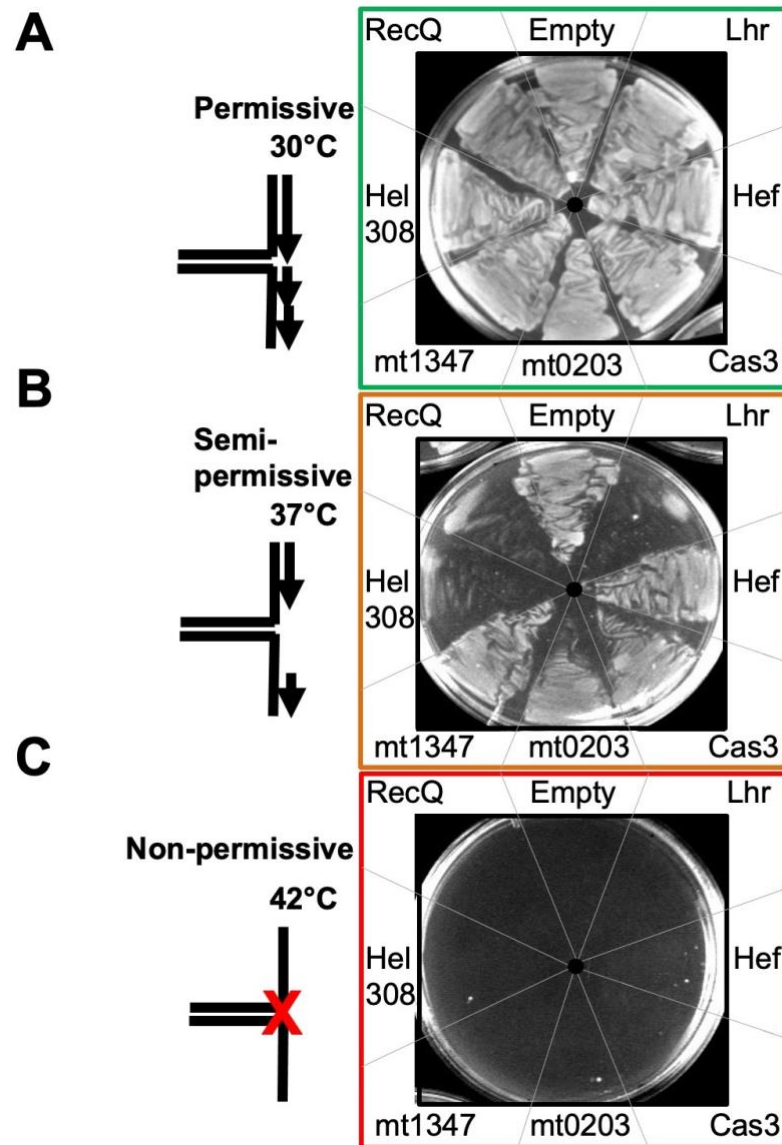 A
RecQ Empty Lhr
Permissive
30°C
Hel
308
Hef
mt1347 mt0203 Cas3
B
RecQ Empty Lhr
Semi-
permissive
37°C
Hel
308
Hef
mt1347 mt0203 Cas3
C
RecQ Empty Lhr
Non-permissive
42°C
Hel
308
Hef
mt1347 mt0203 Cas3
X